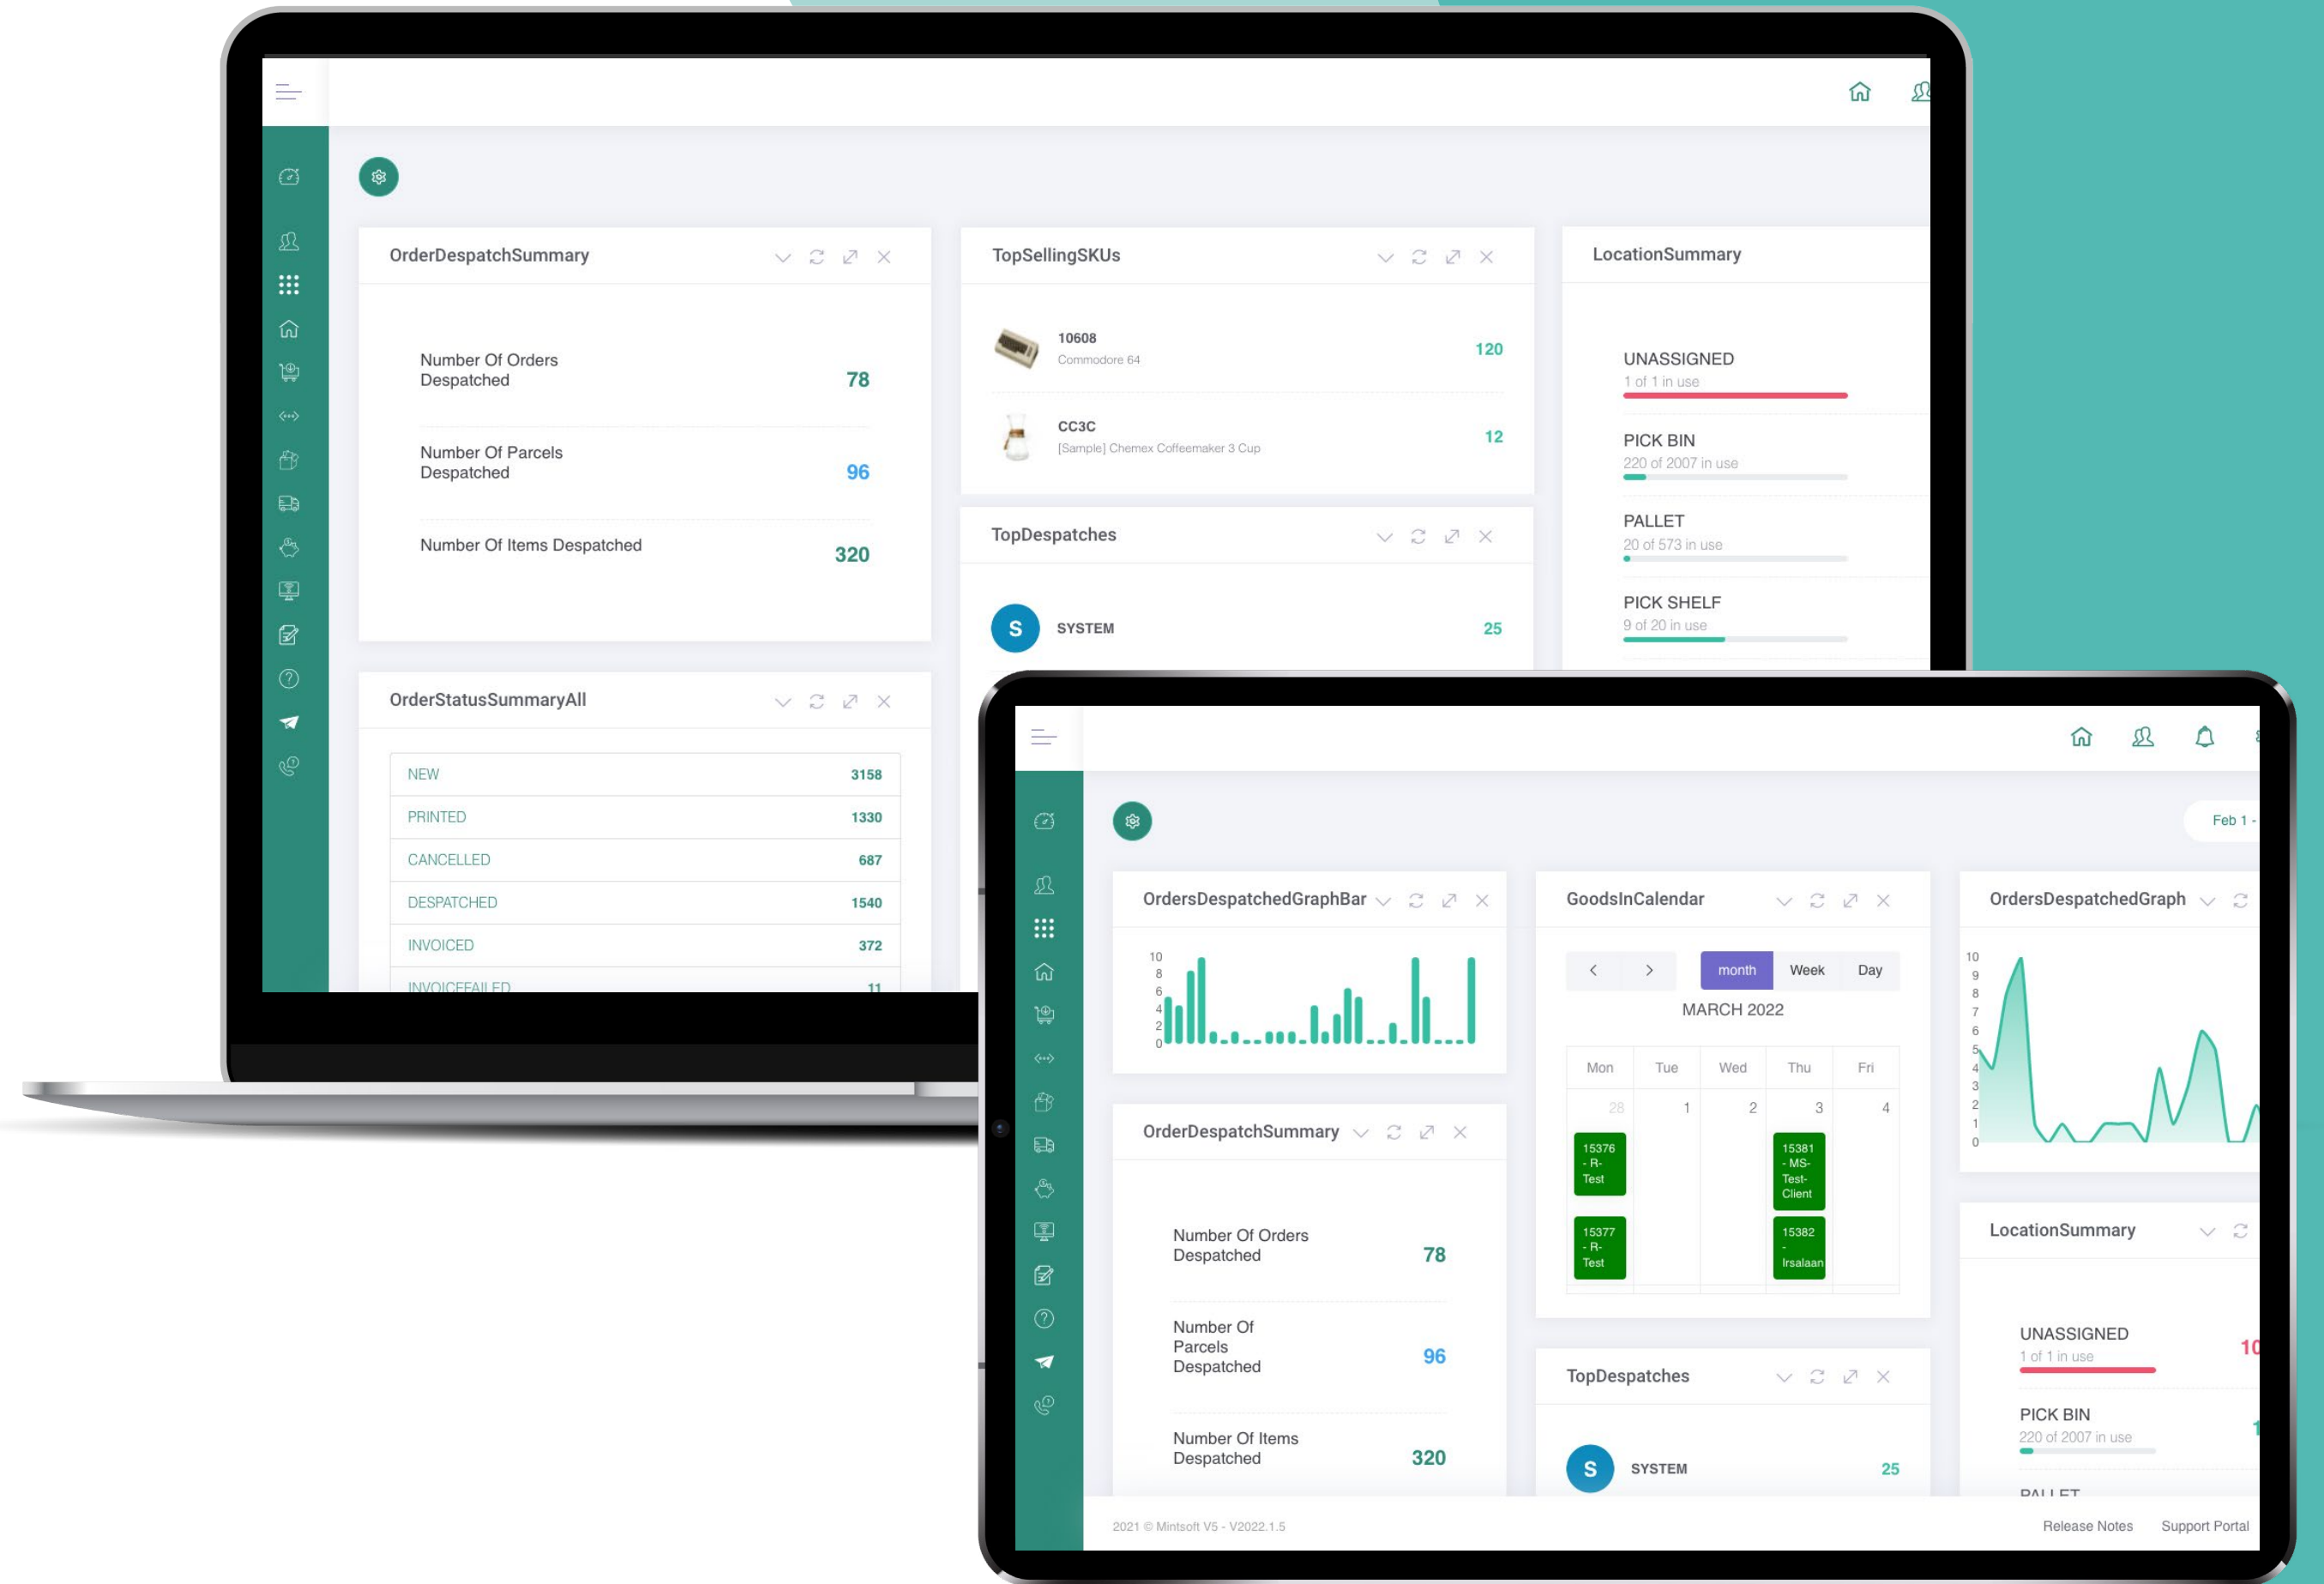 OrderDespatchSummary
Number Of Orders
Despatched
78
Number Of Parcels
Despatched
96
Number Of Items Despatched
320
OrderStatusSummaryAll
NEW 3158
PRINTED 1330
CANCELLED 687
DESPATCHED 1540
INVOICED 372
INVOICEFAILED 11
TopSellingSKUs
10608
Commodore 64
120
CC3C
[Sample] Chemex Coffeemaker 3 Cup
12
TopDespatches
S SYSTEM 25
LocationSummary
UNASSIGNED
1 of 1 in use
PICK BIN
220 of 2007 in use
PALLET
20 of 573 in use
PICK SHELF
9 of 20 in use
Feb 1 -
OrdersDespatchedGraphBar
10
8
6
4
2
0
OrderDespatchSummary
Number Of Orders
Despatched
78
Number Of
Parcels
Despatched
96
Number Of Items
Despatched
320
GoodsInCalendar
month Week Day
MARCH 2022
Mon Tue Wed Thu Fri
28 1 2 3 4
15376
- R-
Test
15377
- R-
Test
15381
- MS-
Test-
Client
15382
-
Irsalaan
TopDespatches
S SYSTEM 25
OrdersDespatchedGraph
10
9
8
7
6
5
4
3
2
1
0
LocationSummary
UNASSIGNED
1 of 1 in use
10
PICK BIN
220 of 2007 in use
1
PALLET
2021 © Mintsoft V5 - V2022.1.5
Release Notes Support Portal